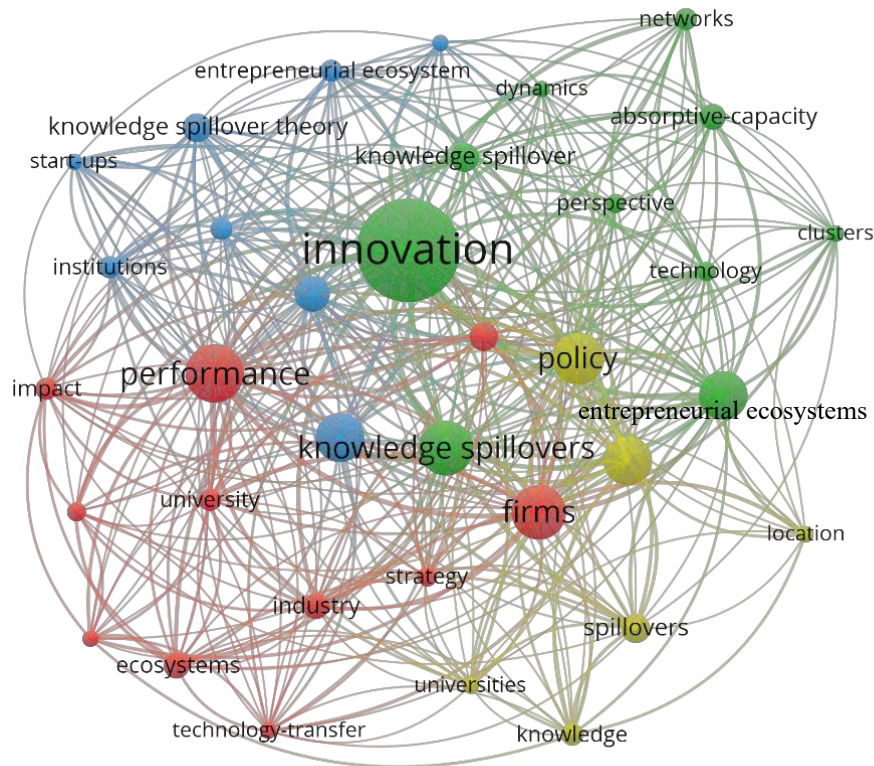 networks
entrepreneurial ecosystem
dynamics
absorptive-capacity
knowledge spillover theory
knowledge spillover
start-ups
perspective
clusters
innovation
institutions
technology
performance
policy
impact
entrepreneurial ecosystems
knowledge spillovers
university
firms
location
strategy
industry
spillovers
ecosystems
universities
technology-transfer
knowledge